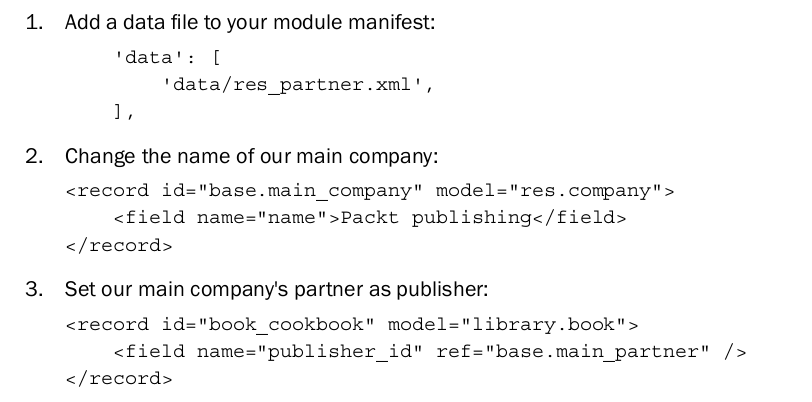 1. Add a data file to your module manifest:
'data': [
'data/res_partner.xml',
],
2. Change the name of our main company:
<record id="base.main_company" model="res.company">
<field name="name">Packt publishing</field>
</record>
3. Set our main company's partner as publisher:
<record id="book_cookbook" model="library.book">
<field name="publisher_id" ref="base.main_partner" />
</record>